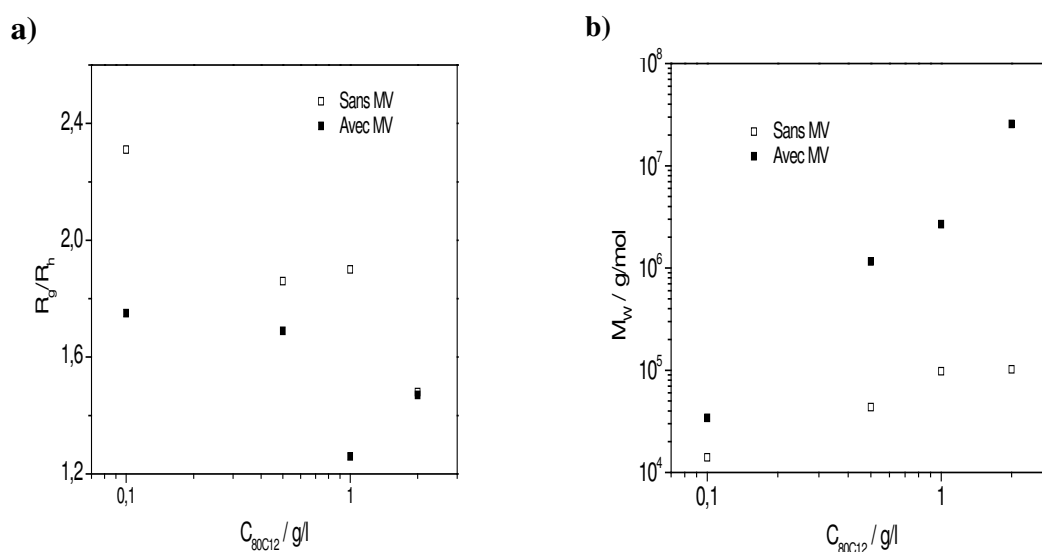 a)
Sans MV
Avec MV
2,4
2,0
1,6
1,2
R_g/R_h
0,1
1
C_80C12 / g/l
b)
Sans MV
Avec MV
10^8
10^7
10^6
10^5
10^4
M_W / g/mol
0,1
1
C_80C12 / g/l